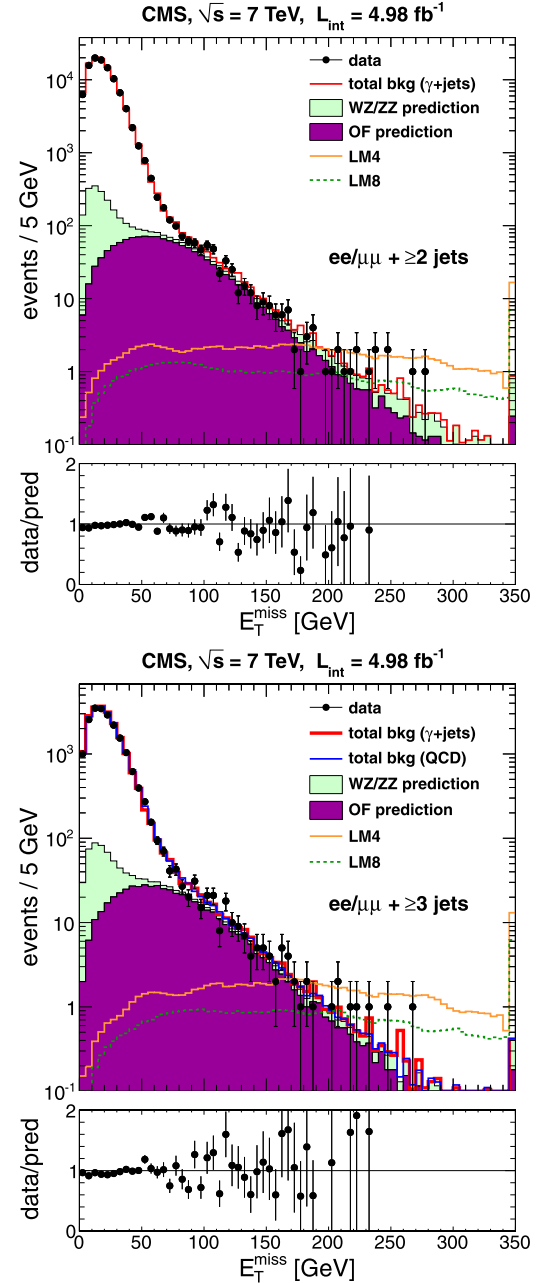 CMS, √s = 7 TeV, L_int = 4.98 fb⁻¹
10⁴
10³
10²
10
1
10⁻¹
events / 5 GeV
data
total bkg (γ+jets)
WZ/ZZ prediction
OF prediction
LM4
LM8
ee/μμ + ≥2 jets
2
1
0
data/pred
0 50 100 150 200 250 300 350
E_T^miss [GeV]
CMS, √s = 7 TeV, L_int = 4.98 fb⁻¹
10³
10²
10
1
10⁻¹
events / 5 GeV
data
total bkg (γ+jets)
total bkg (QCD)
WZ/ZZ prediction
OF prediction
LM4
LM8
ee/μμ + ≥3 jets
2
1
0
data/pred
0 50 100 150 200 250 300 350
E_T^miss [GeV]